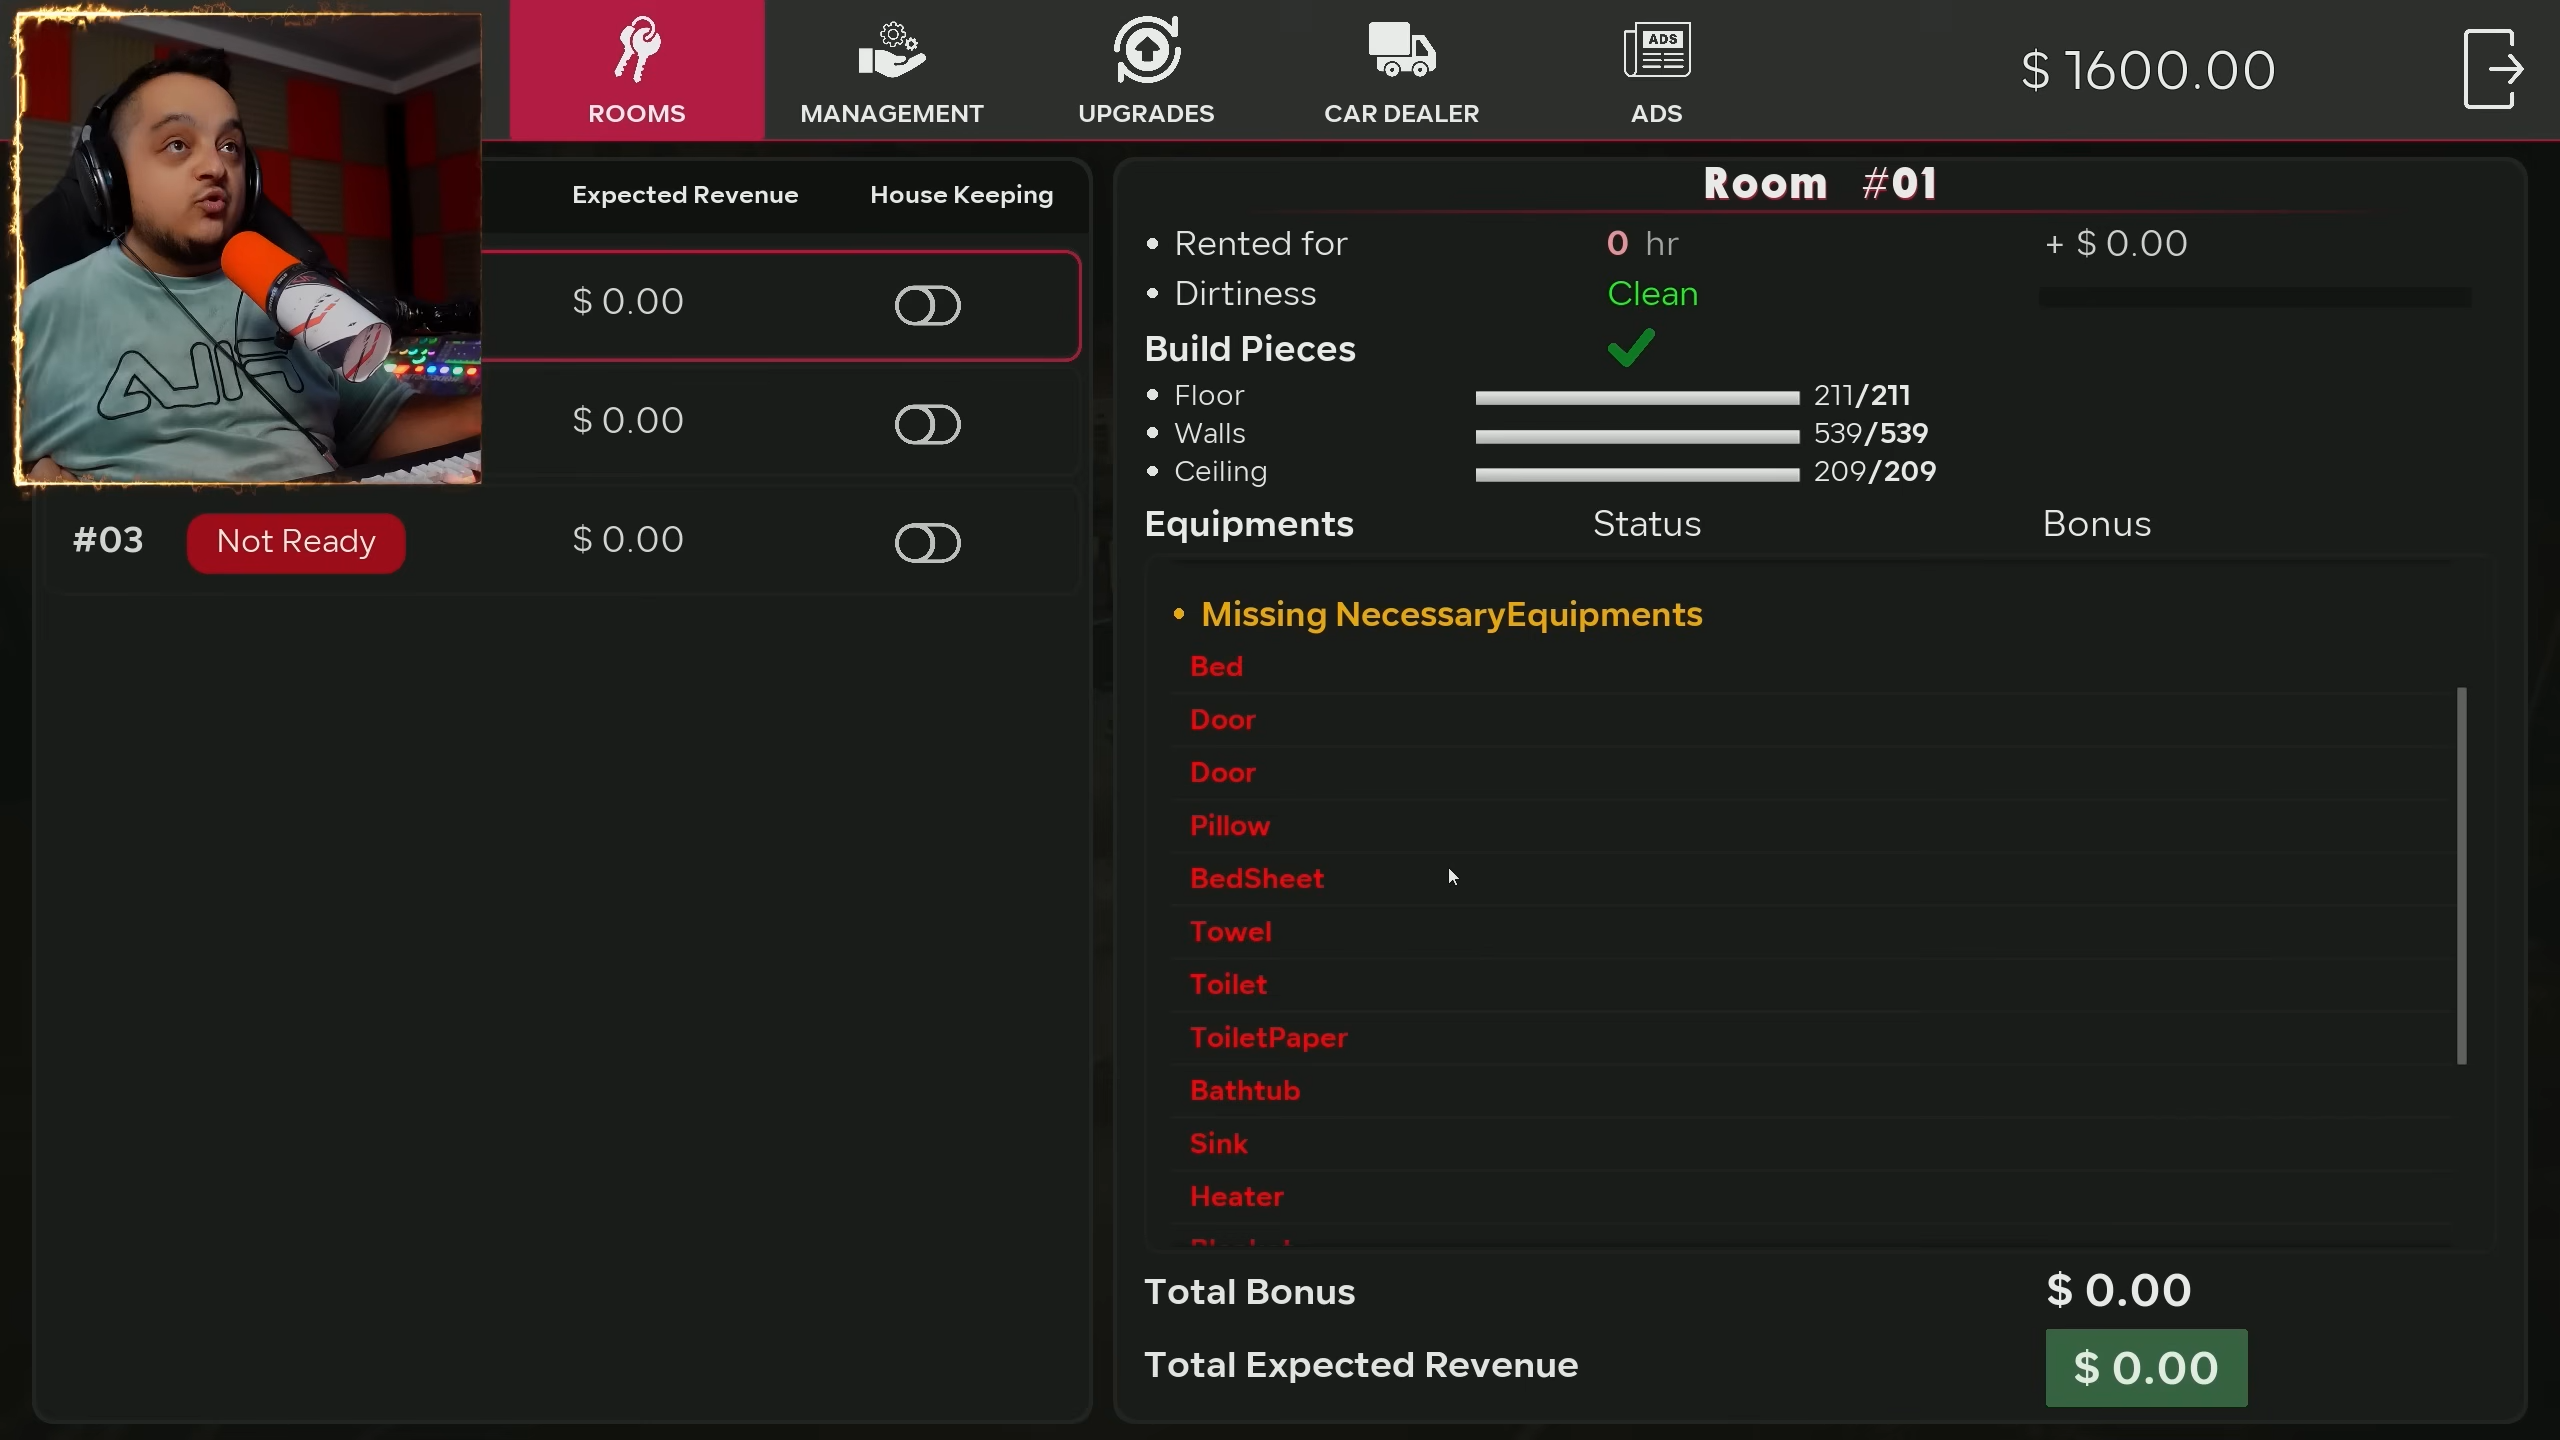 ROOMS
MANAGEMENT
UPGRADES
CAR DEALER
ADS
ADS
$ 1600.00
Expected Revenue
House Keeping
$ 0.00
$ 0.00
#03
Not Ready
$ 0.00
Room #01
• Rented for
0 hr
+ $ 0.00
• Dirtiness
Clean
Build Pieces
• Floor
211/211
• Walls
539/539
• Ceiling
209/209
Equipments
Status
Bonus
• Missing NecessaryEquipments
Bed
Door
Door
Pillow
BedSheet
Towel
Toilet
ToiletPaper
Bathtub
Sink
Heater
Total Bonus
$ 0.00
Total Expected Revenue
$ 0.00